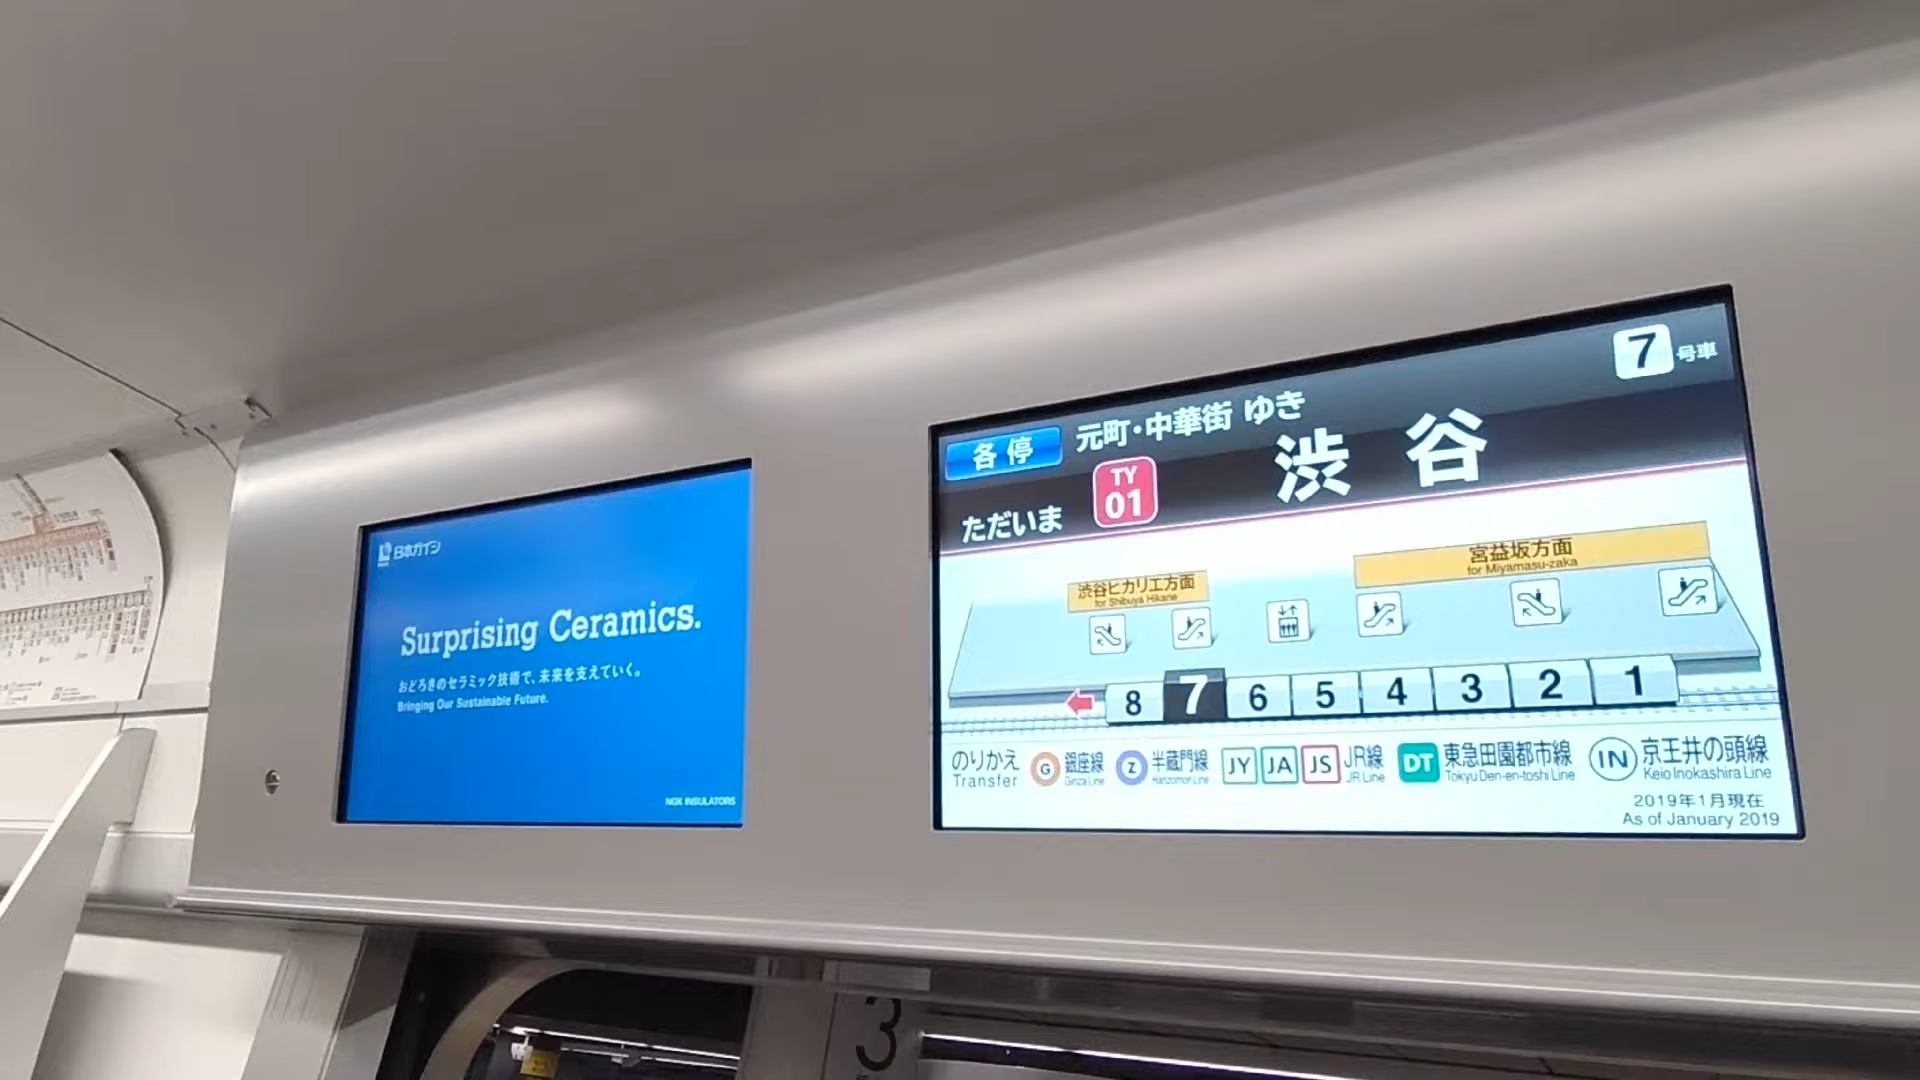 日本ガイシ
Surprising Ceramics.
おどろきのセラミック技術で、未来を支えていく。
Bringing Our Sustainable Future.
NGK INSULATORS
7 号車
各停 元町・中華街 ゆき
ただいま TY 01 渋谷
渋谷ヒカリエ方面
for Shibuya Hikarie
宮益坂方面
for Miyamasu-zaka
8 7 6 5 4 3 2 1
のりかえ G 銀座線 Z 半蔵門線 JY JA JS JR線 DT 東急田園都市線 IN 京王井の頭線
Transfer Ginza Line Hanzomon Line JR Line Tokyu Den-en-toshi Line Keio Inokashira Line
2019年1月現在
As of January 2019
3